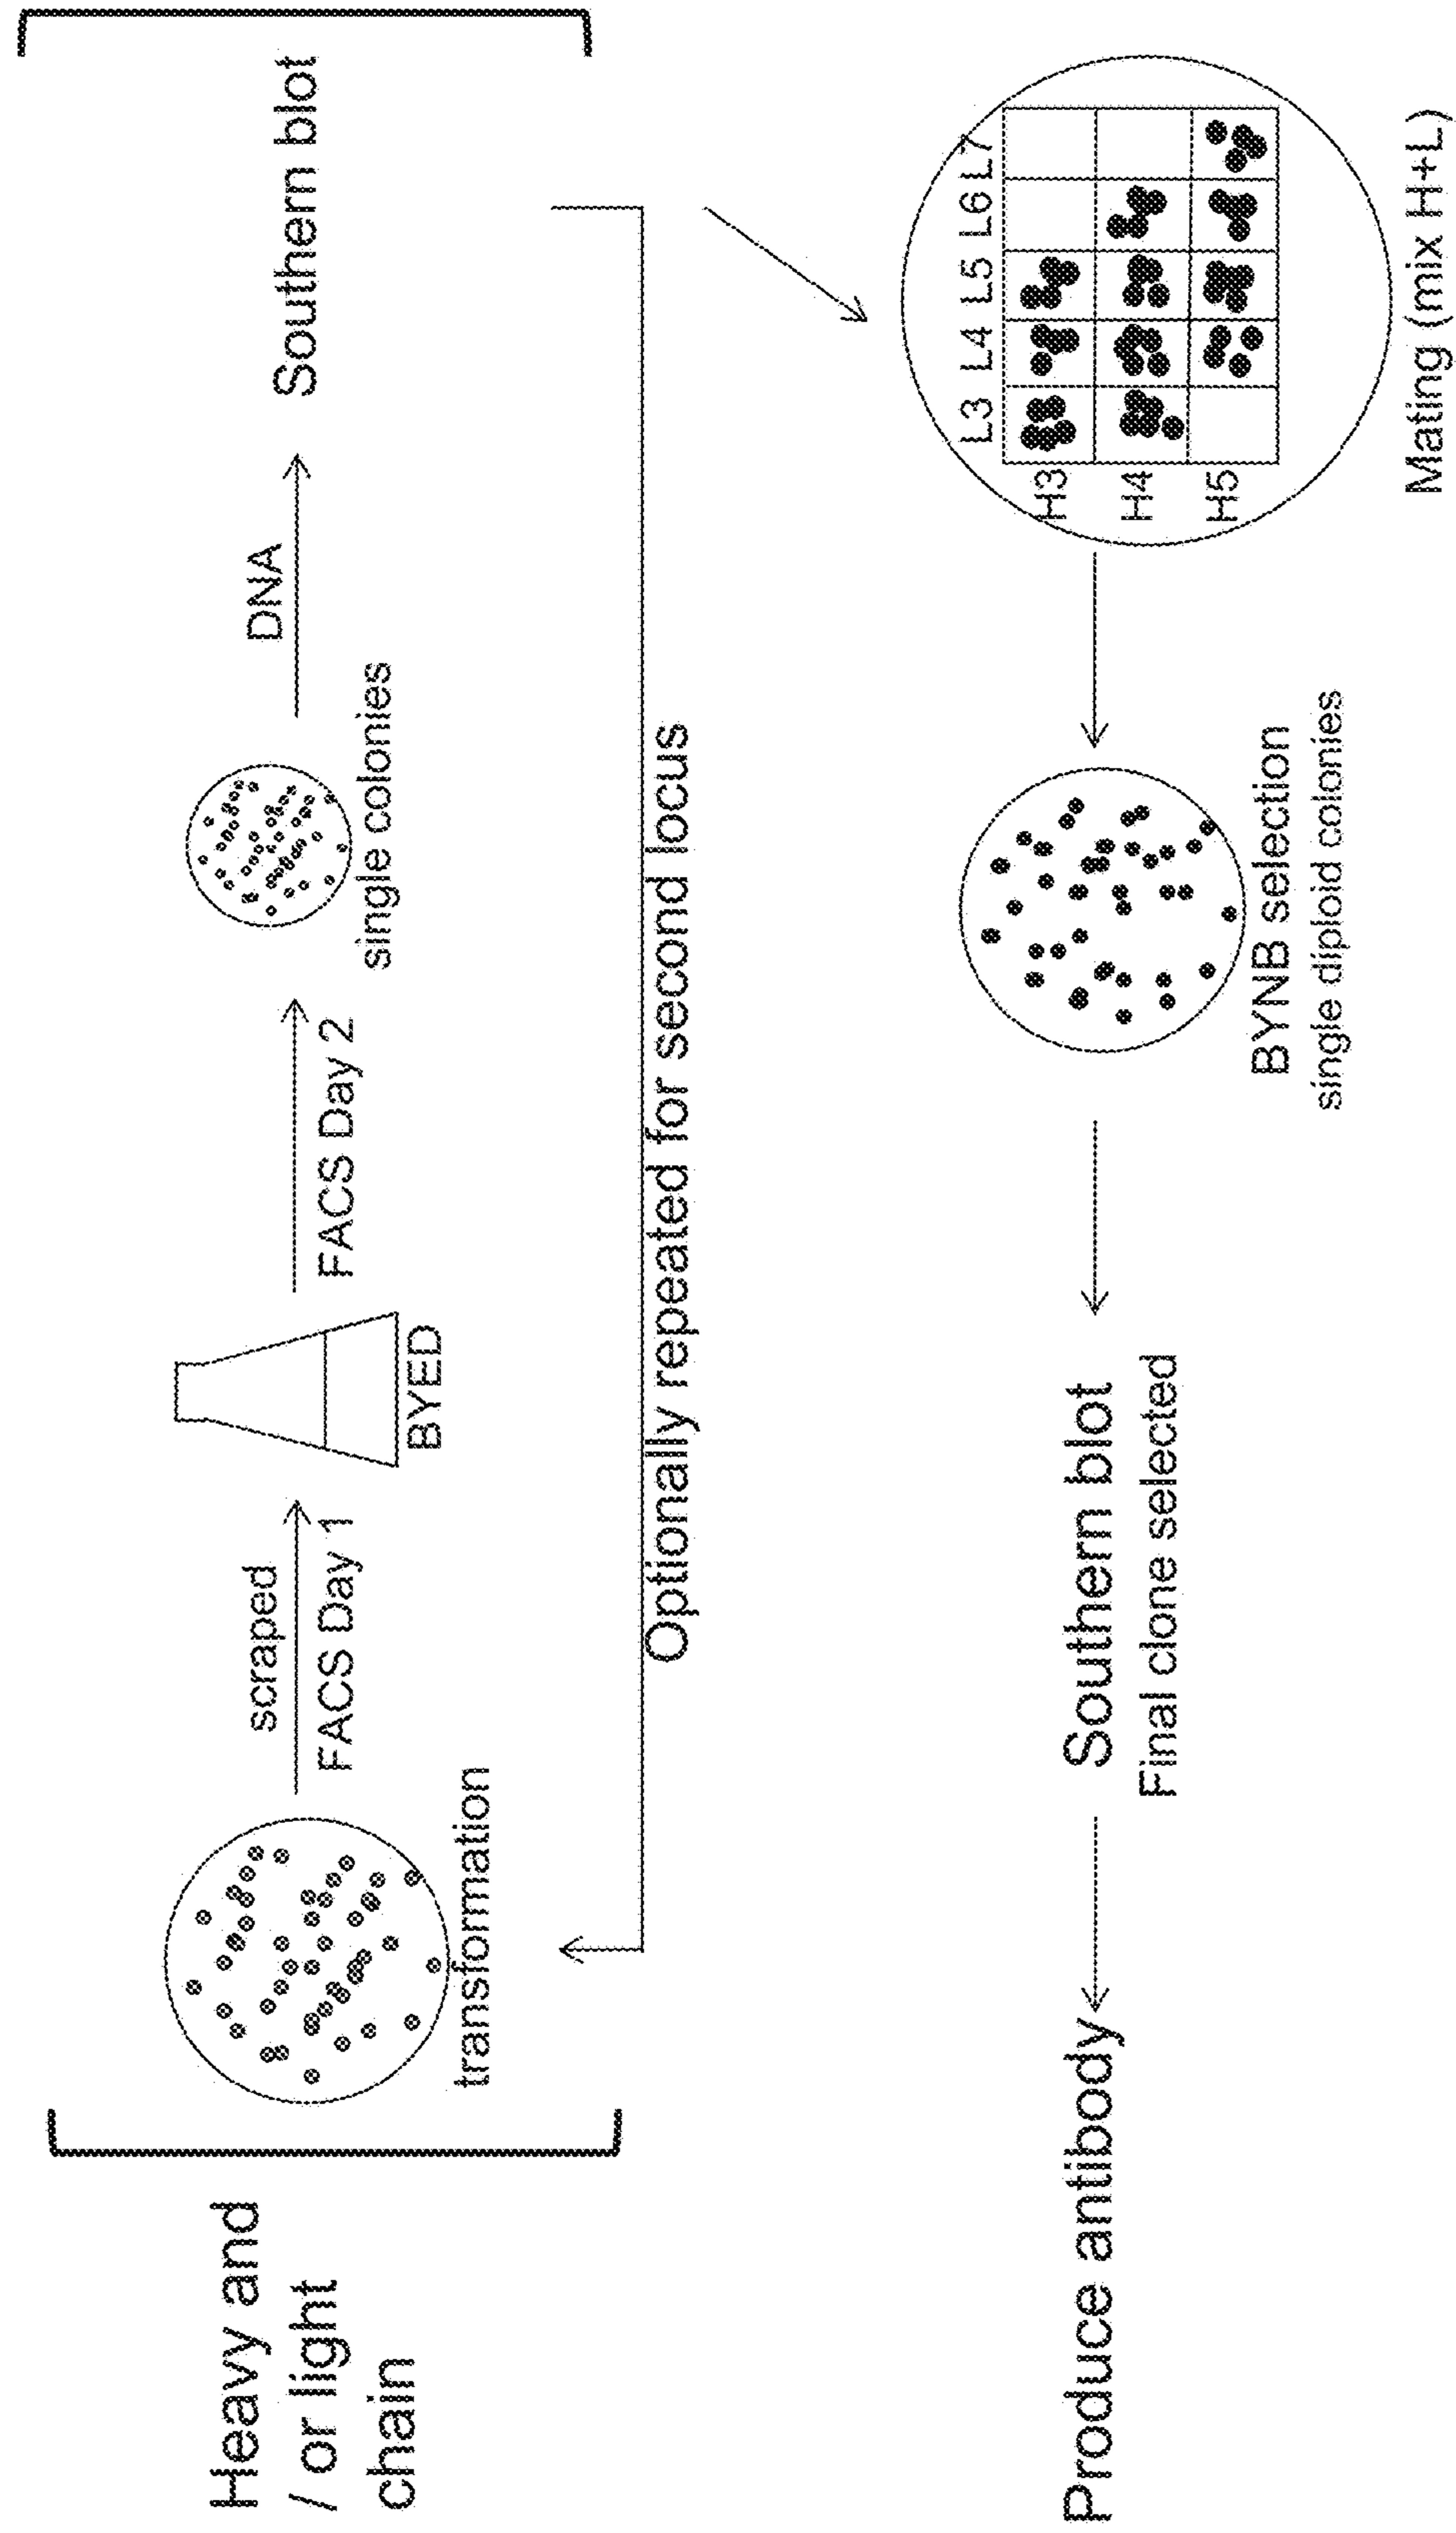 Heavy and
/ or light
chain
transformation
scraped
FACS Day 1
BYED
FACS Day 2
single colonies
DNA
Southern blot
Optionally repeated for second locus
L3 L4 L5 L6 L7
H3
H4
H5
Mating (mix H+L)
BYNB selection
single diploid colonies
Southern blot
Final clone selected
Produce antibody